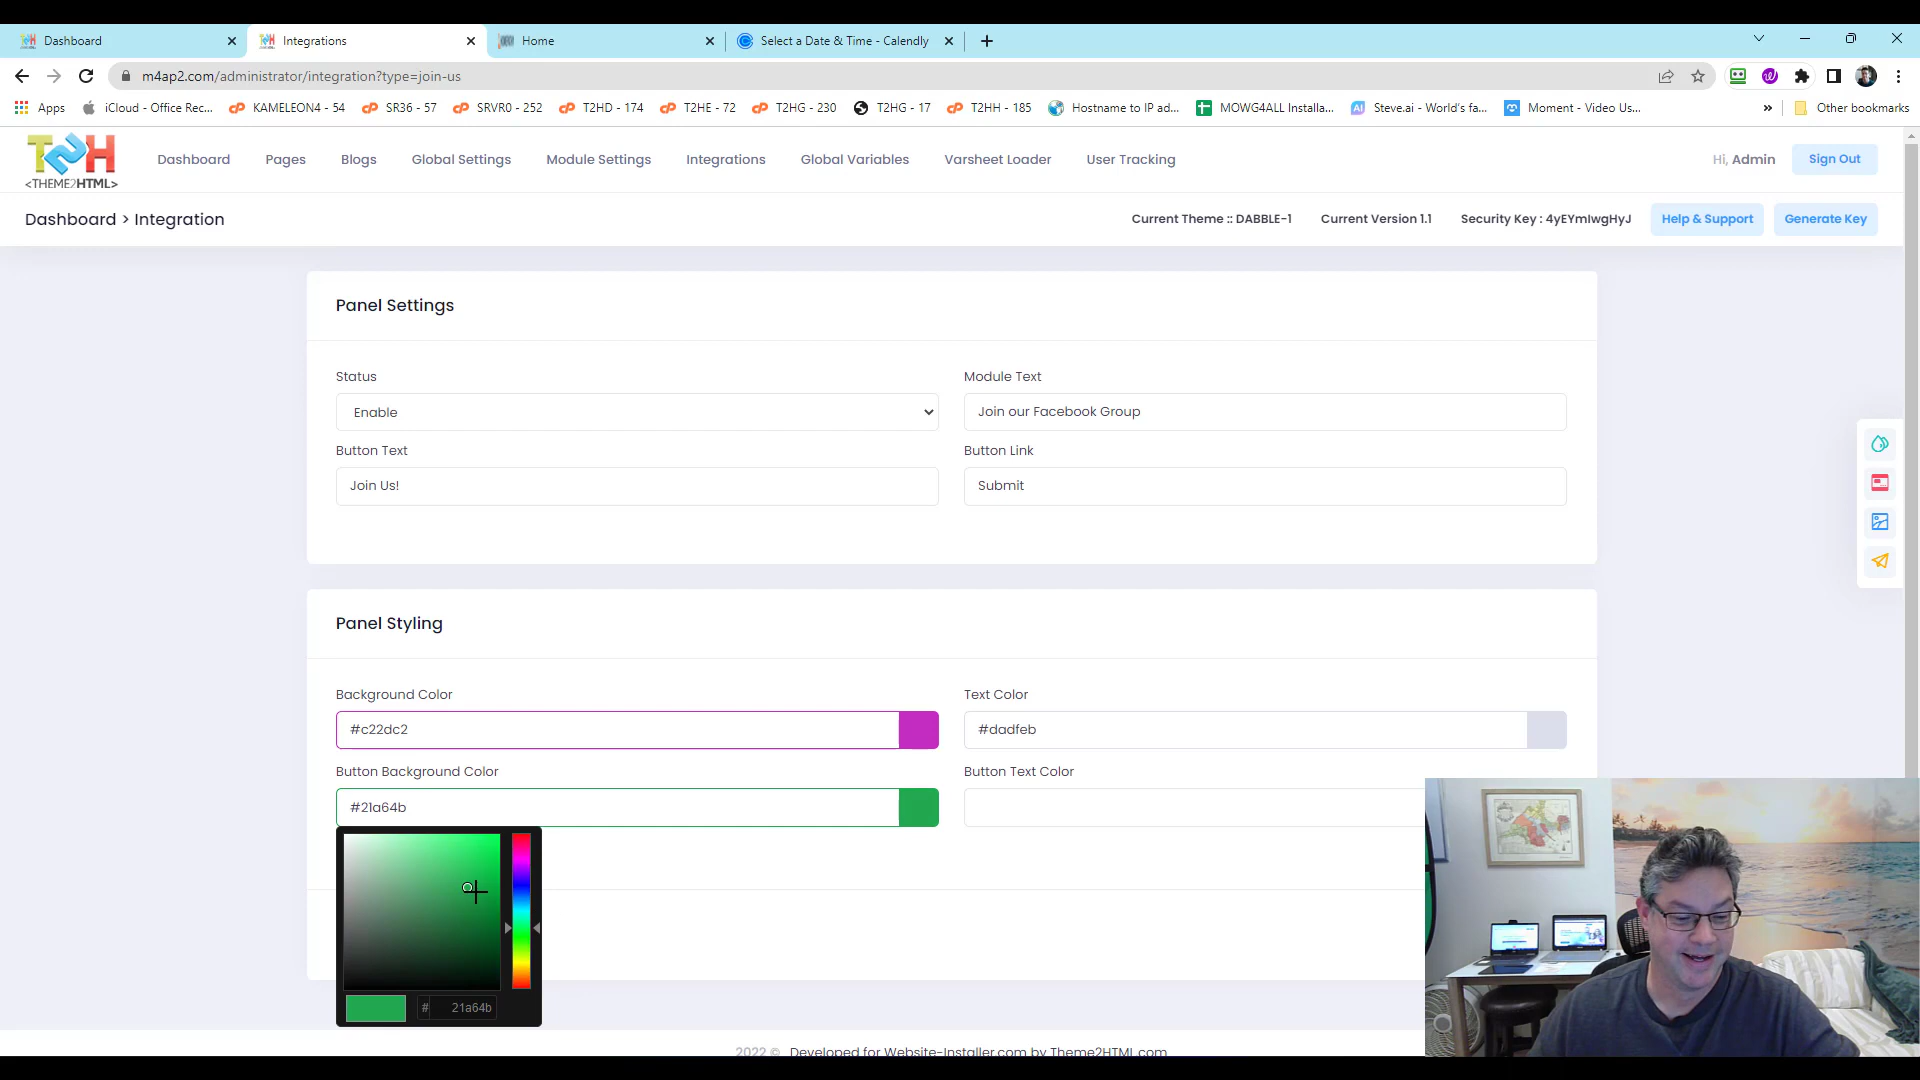 Dashboard
Integrations
Home
Select a Date & Time - Calendly
m4ap2.com/administrator/integration?type=join-us
Apps
iCloud - Office Rec...
KAMELEON4 - 54
SR36 - 57
SRVR0 - 252
T2HD - 174
T2HE - 72
T2HG - 230
T2HG - 17
T2HH - 185
Hostname to IP ad...
MOWG4ALL Installa...
Steve.ai - World's fa...
Moment - Video Us...
»
Other bookmarks
T2H
<THEME2HTML>
Dashboard
Pages
Blogs
Global Settings
Module Settings
Integrations
Global Variables
Varsheet Loader
User Tracking
Hi, Admin
Sign Out
Dashboard > Integration
Current Theme :: DABBLE-1
Current Version 1.1
Security Key : 4yEYmIwgHyJ
Help & Support
Generate Key
Panel Settings
Status
Module Text
Enable
Join our Facebook Group
Button Text
Button Link
Join Us!
Submit
Panel Styling
Background Color
Text Color
#c22dc2
#dadfeb
Button Background Color
Button Text Color
#21a64b
# 21a64b
2022 © Developed for Website-Installer.com by Theme2HTML.com